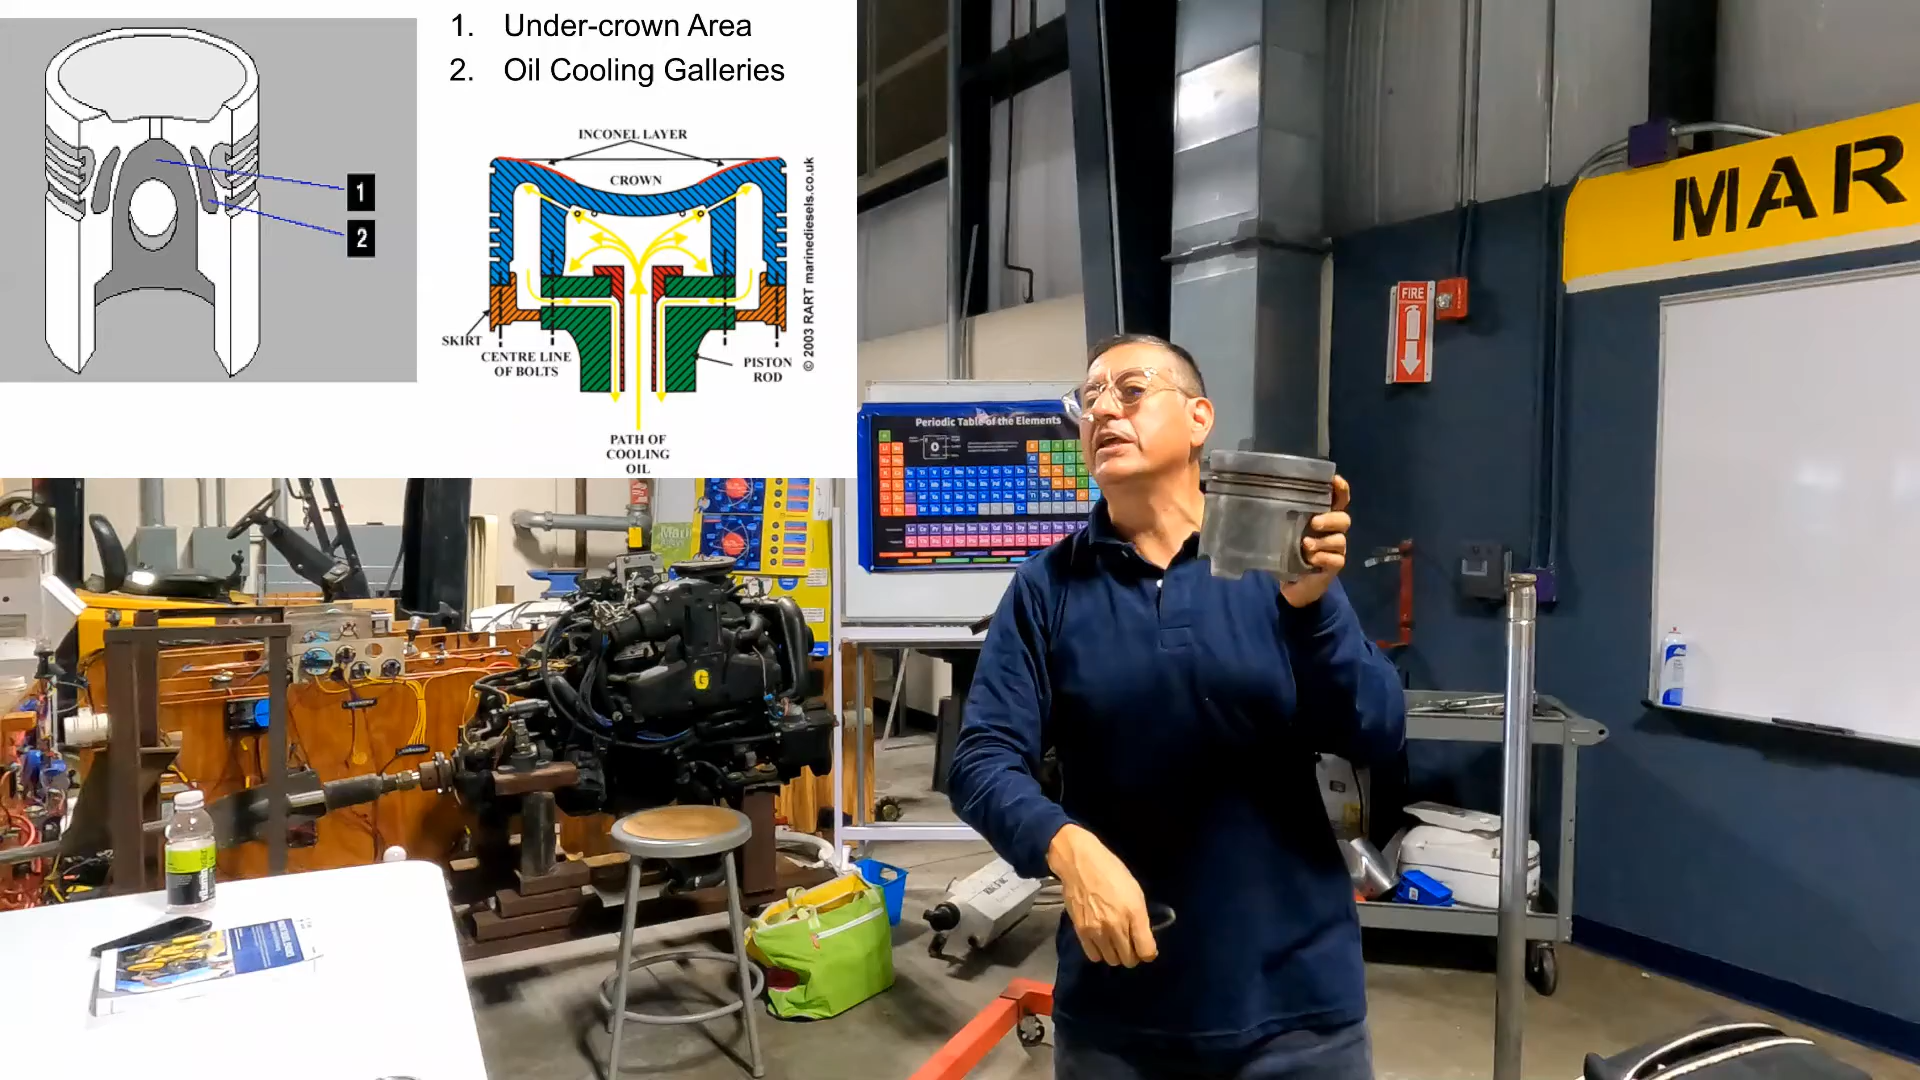 1. Under-crown Area
2. Oil Cooling Galleries
1
2
INCONEL LAYER
CROWN
SKIRT
CENTRE LINE
OF BOLTS
PISTON
ROD
PATH OF
COOLING
OIL
© 2003 RART marinediesels.co.uk
Periodic Table of the Elements
FIRE
MAR
G